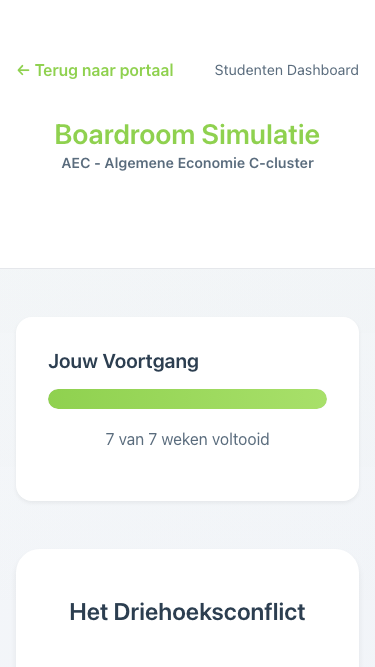 ← Terug naar portaal
Studenten Dashboard
Boardroom Simulatie
AEC - Algemene Economie C-cluster
Jouw Voortgang
7 van 7 weken voltooid
Het Driehoeksconflict